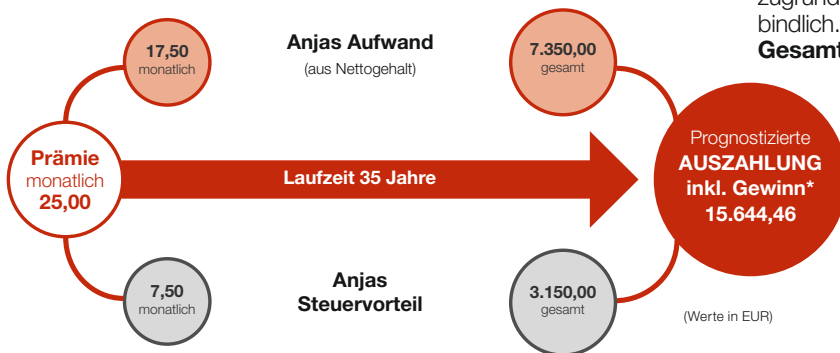 zugrund
bindlich.
Gesamt
17,50
monatlich
Anjas Aufwand
(aus Nettogehalt)
7.350,00
gesamt
Prämie
monatlich
25,00
Laufzeit 35 Jahre
Prognostizierte
AUSZAHLUNG
inkl. Gewinn*
15.644,46
7,50
monatlich
Anjas
Steuervorteil
3.150,00
gesamt
(Werte in EUR)